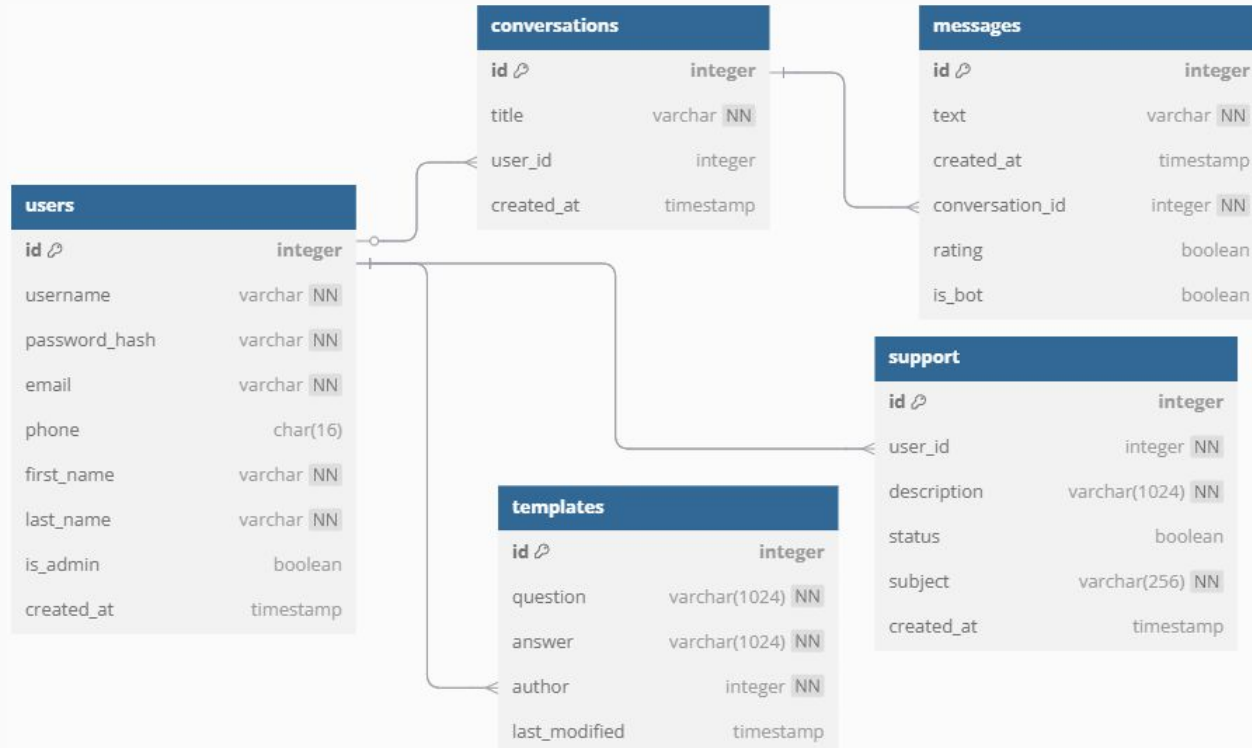 conversations
id integer
title varchar NN
user_id integer
created_at timestamp
messages
id integer
text varchar NN
created_at timestamp
conversation_id integer NN
rating boolean
is_bot boolean
users
id integer
username varchar NN
password_hash varchar NN
email varchar NN
phone char(16)
first_name varchar NN
last_name varchar NN
is_admin boolean
created_at timestamp
support
id integer
user_id integer NN
description varchar(1024) NN
status boolean
subject varchar(256) NN
created_at timestamp
templates
id integer
question varchar(1024) NN
answer varchar(1024) NN
author integer NN
last_modified timestamp